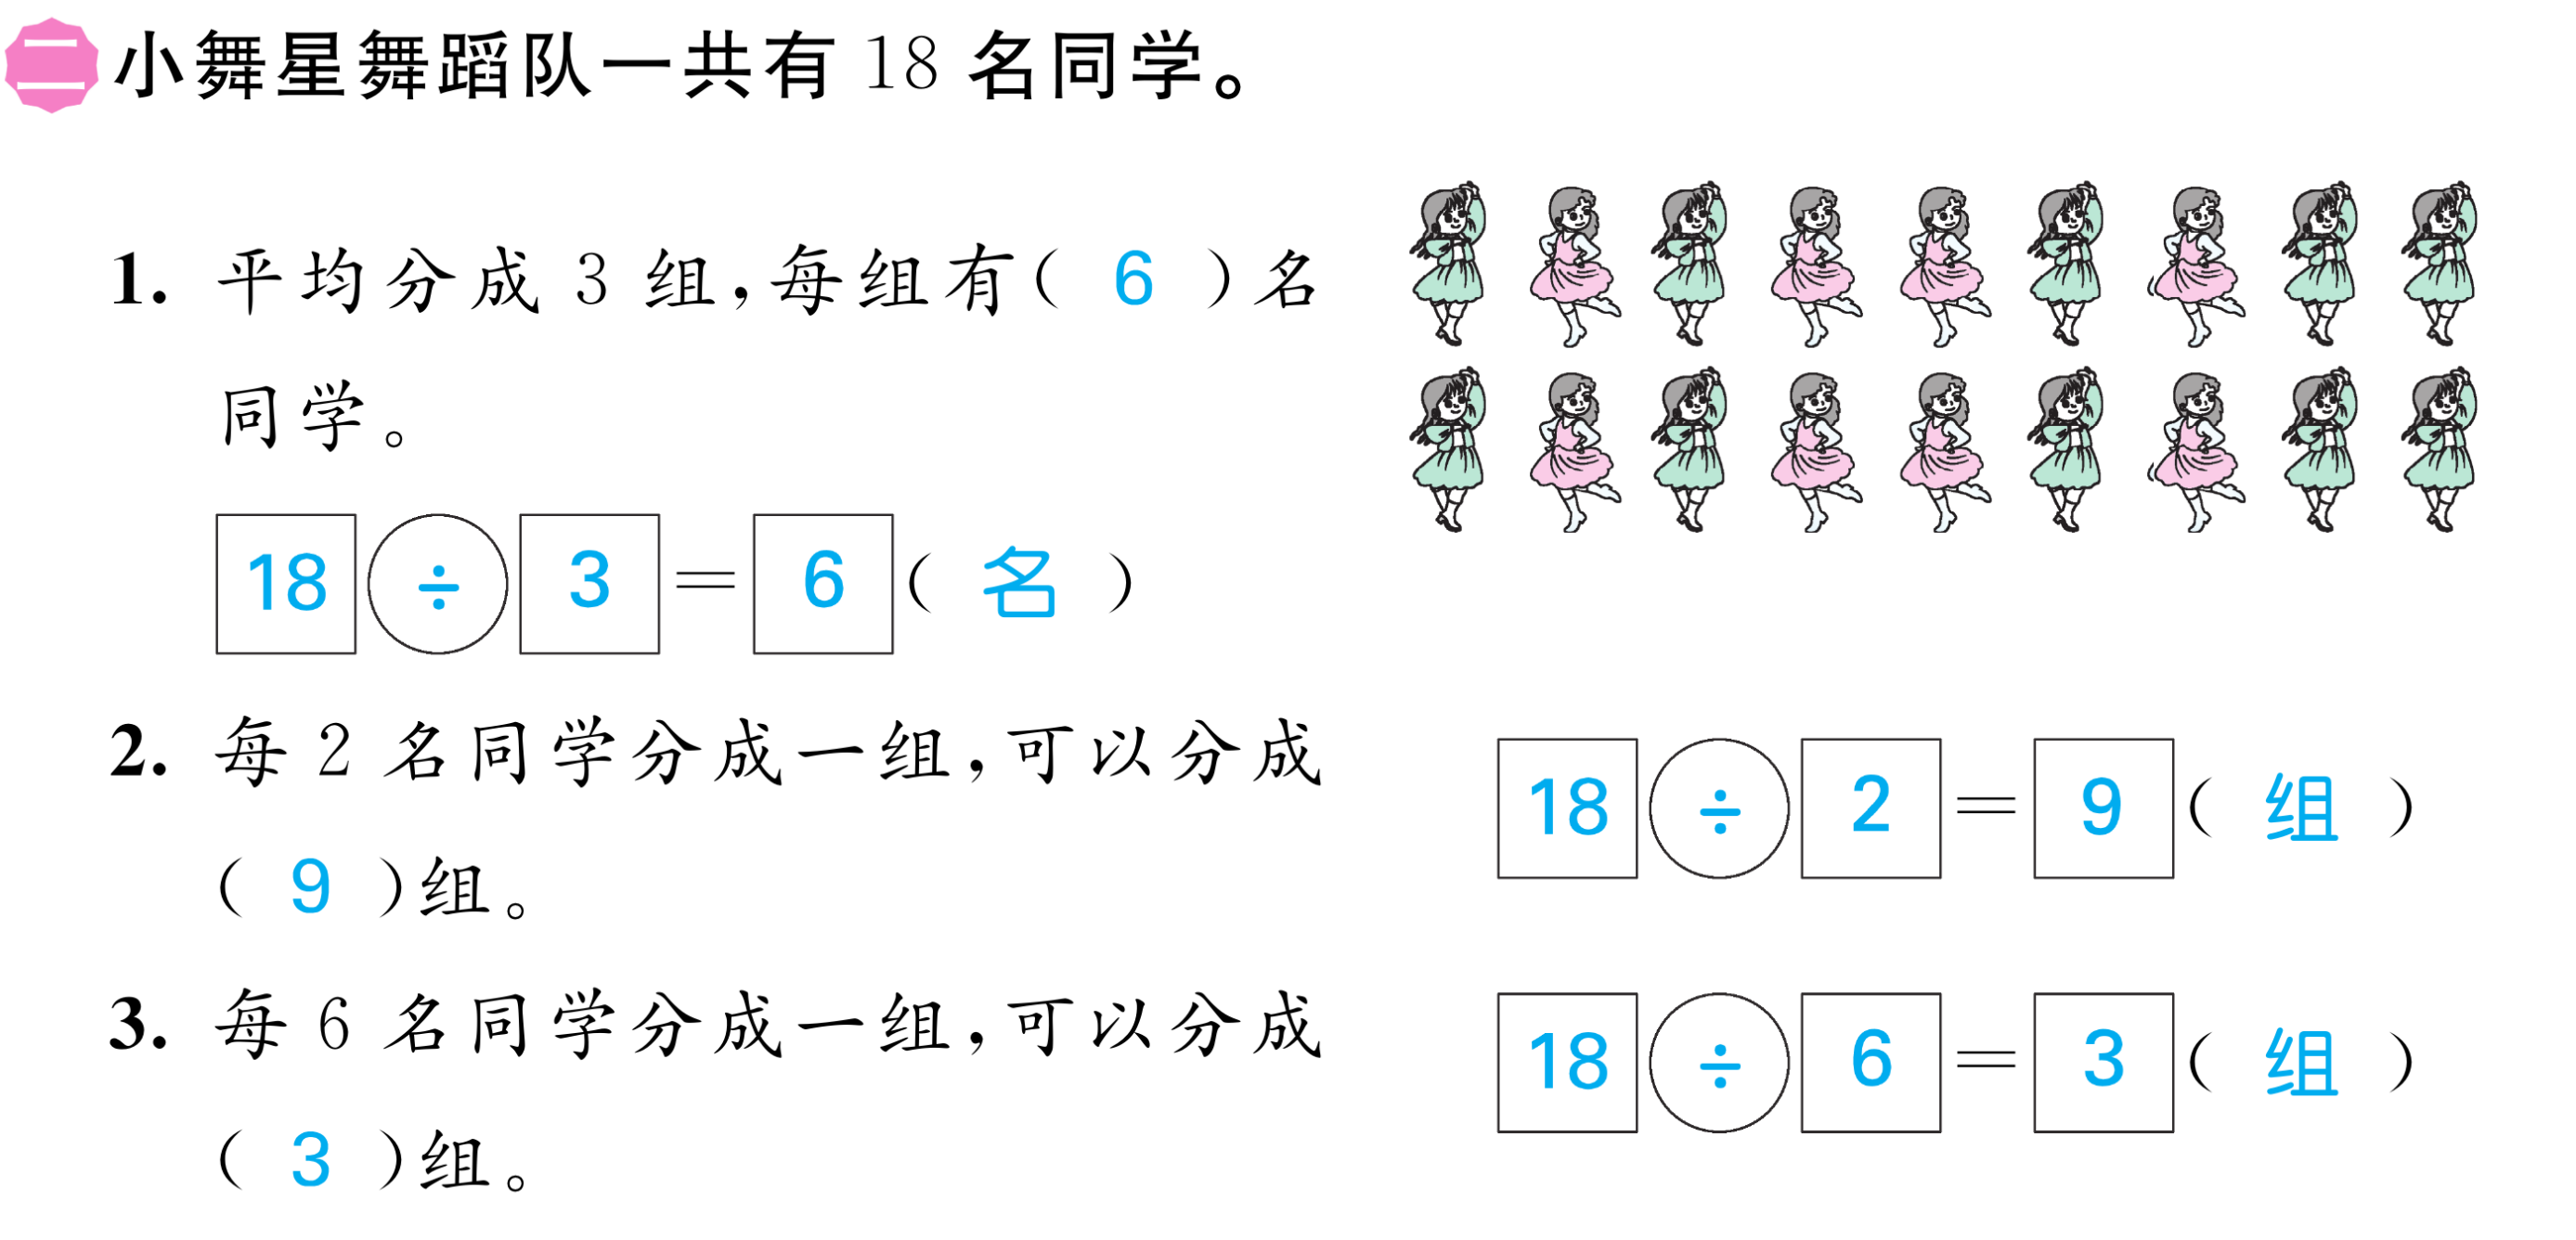 二 小舞星舞蹈队一共有 18 名同学。
1. 平均分成 3 组,每组有( 6 )名
同学。
18 ÷ 3 = 6 ( 名 )
2. 每 2 名同学分成一组,可以分成
( 9 )组。
18 ÷ 2 = 9 ( 组 )
3. 每 6 名同学分成一组,可以分成
( 3 )组。
18 ÷ 6 = 3 ( 组 )